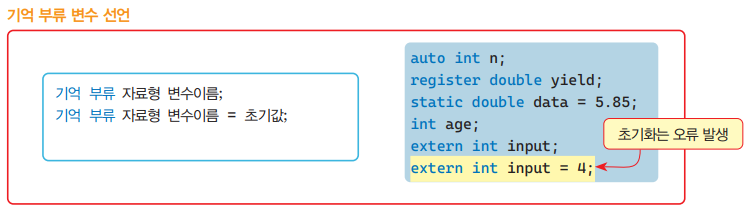 기억 부류 변수 선언
기억 부류 자료형 변수이름;
기억 부류 자료형 변수이름 = 초기값;
auto int n;
register double yield;
static double data = 5.85;
int age;
extern int input;
extern int input = 4;
초기화는 오류 발생